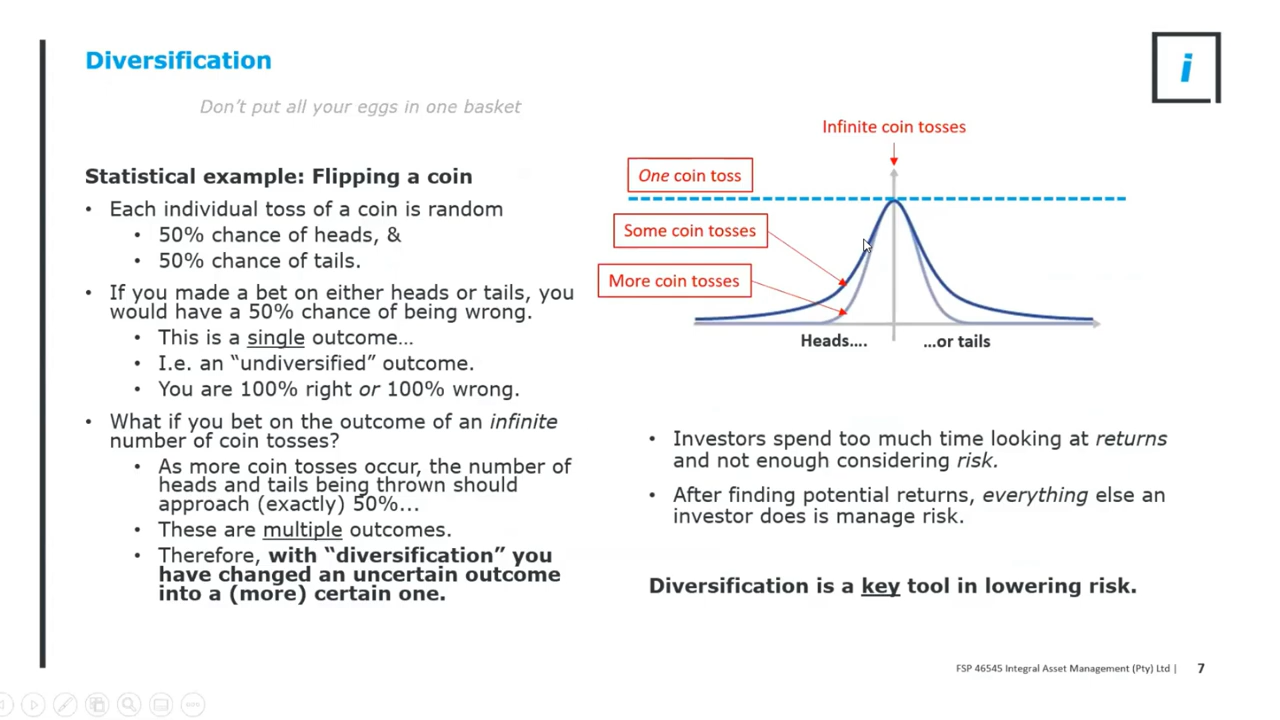 Diversification
i
Don't put all your eggs in one basket
Statistical example: Flipping a coin
• Each individual toss of a coin is random
• 50% chance of heads, &
• 50% chance of tails.
• If you made a bet on either heads or tails, you
would have a 50% chance of being wrong.
• This is a single outcome…
• I.e. an “undiversified” outcome.
• You are 100% right or 100% wrong.
• What if you bet on the outcome of an infinite
number of coin tosses?
• As more coin tosses occur, the number of
heads and tails being thrown should
approach (exactly) 50%...
• These are multiple outcomes.
• Therefore, with “diversification” you
have changed an uncertain outcome
into a (more) certain one.
Infinite coin tosses
One coin toss
Some coin tosses
More coin tosses
Heads….
…or tails
• Investors spend too much time looking at returns
and not enough considering risk.
• After finding potential returns, everything else an
investor does is manage risk.
Diversification is a key tool in lowering risk.
FSP 46545 Integral Asset Management (Pty) Ltd |
7